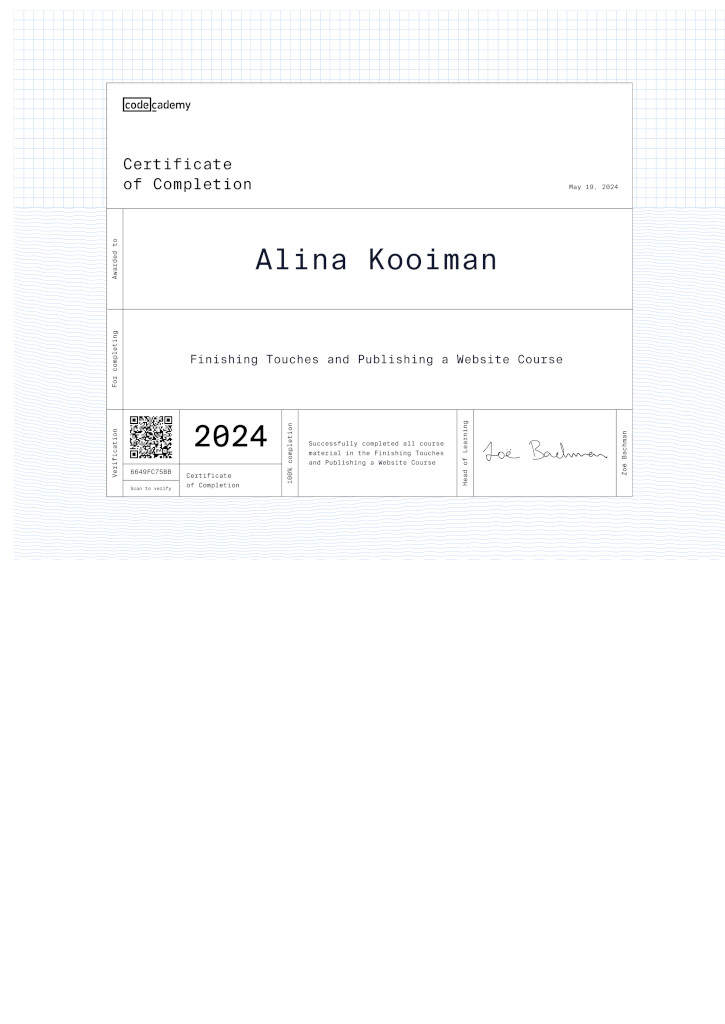 codecademy
Certificate
of Completion
May 19, 2024
Awarded to
Alina Kooiman
For completing
Finishing Touches and Publishing a Website Course
Verification
6649FC75BB
Scan to verify
2024
Certificate
of Completion
100% completion
Successfully completed all course
material in the Finishing Touches
and Publishing a Website Course
Head of Learning
Zoë Bachman
Zoë Bachman